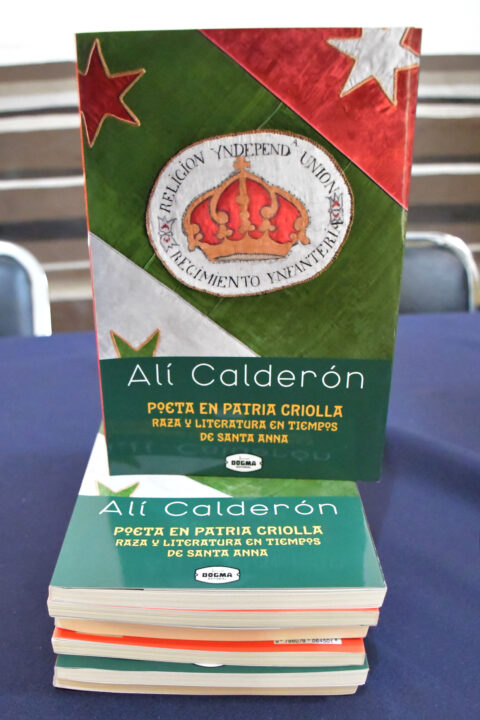 RELIGION YNDEPENDᴬ UNION
REGIMIENTO YNFANTERIA
Alí Calderón
POETA EN PATRIA CRIOLLA
RAZA Y LITERATURA EN TIEMPOS
DE SANTA ANNA
DOGMA
Alí Calderón
POETA EN PATRIA CRIOLLA
RAZA Y LITERATURA EN TIEMPOS
DE SANTA ANNA
DOGMA